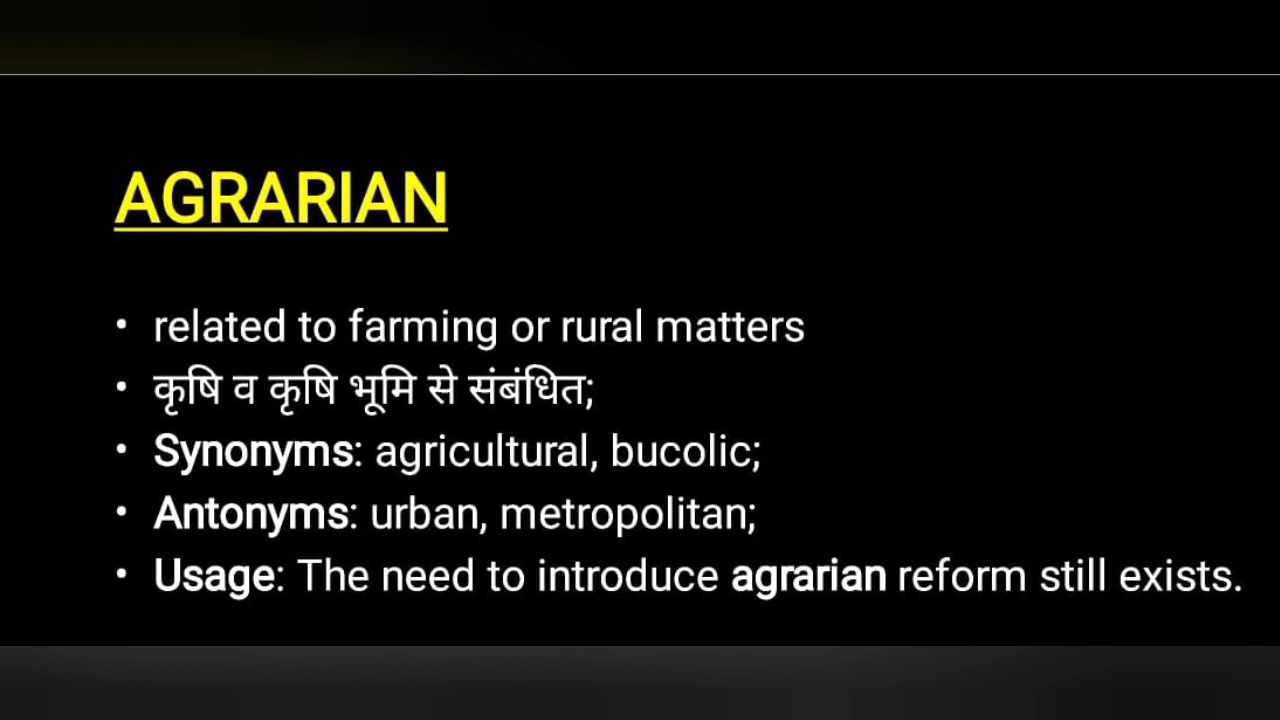 AGRARIAN
• related to farming or rural matters
• कृषि व कृषि भूमि से संबंधित;
• Synonyms: agricultural, bucolic;
• Antonyms: urban, metropolitan;
• Usage: The need to introduce agrarian reform still exists.